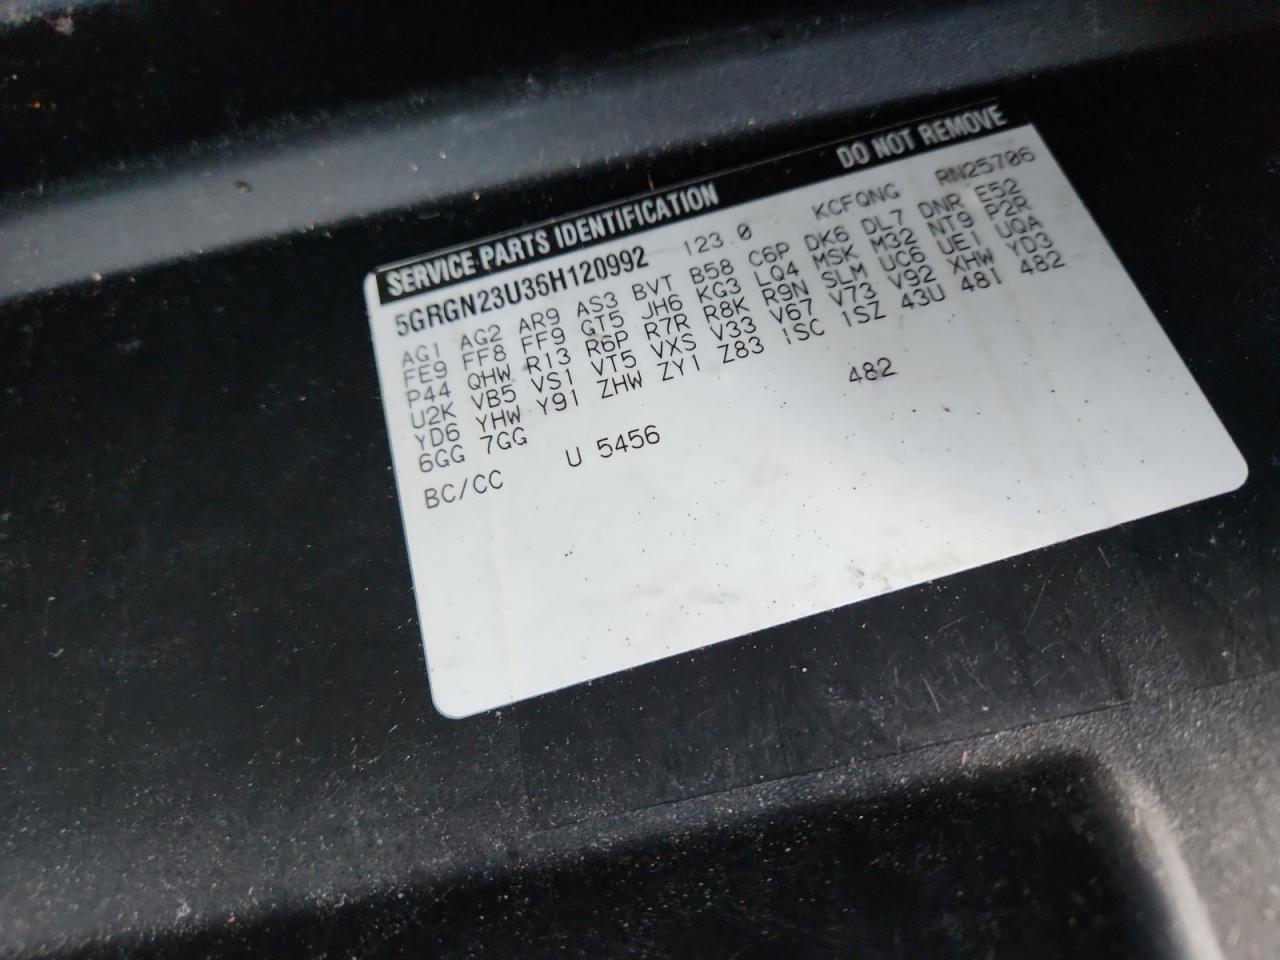 SERVICE PARTS IDENTIFICATION DO NOT REMOVE
5GRGN23U36H120992 123.0 KCFQNG RN25706
AG1 AG2 AR9 AS3 BVT B58 C6P DK6 DL7 DNR E52
FE9 FF8 FF9 GT5 JH6 KG3 LQ4 MSK M32 NT9 P2R
P44 QHW R13 R6P R7R R8K R9N SLM UC6 UE1 UQA
U2K VB5 VS1 VT5 VXS V33 V67 V73 V92 XHW YD3
YD6 YHW Y91 ZHW ZY1 Z83 1SC 1SZ 43U 48I 482
6GG 7GG
BC/CC U 5456 482